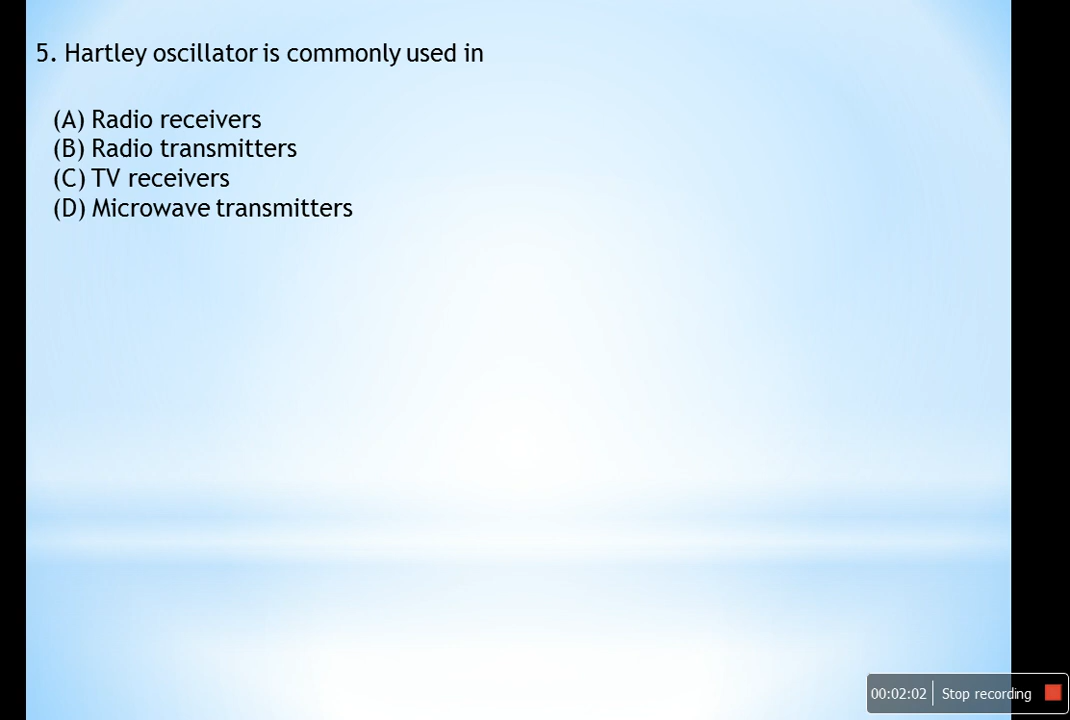 5. Hartley oscillator is commonly used in
(A) Radio receivers
(B) Radio transmitters
(C) TV receivers
(D) Microwave transmitters
00:02:02 Stop recording